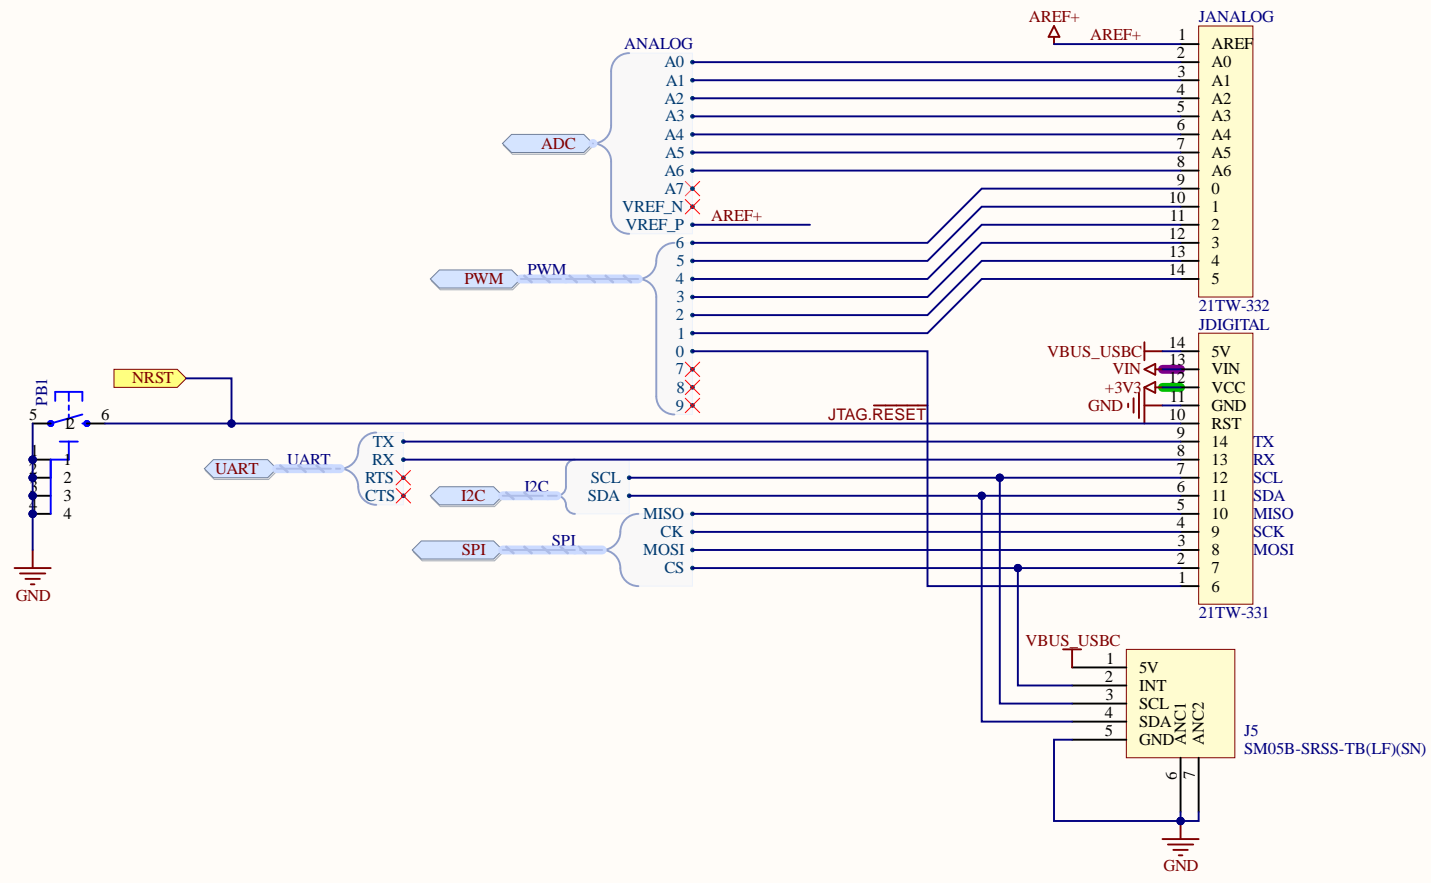 AREF+
AREF+
JANALOG
1 AREF
2 A0
3 A1
4 A2
5 A3
6 A4
7 A5
8 A6
9 0
10 1
11 2
12 3
13 4
14 5
21TW-332
ANALOG
A0
A1
A2
A3
A4
A5
A6
A7
VREF_N
VREF_P AREF+
ADC
PWM PWM
6
5
4
3
2
1
0
7
8
9
JTAG.RESET
JDIGITAL
VBUS_USBC 14 5V
VIN 13 VIN
+3V3 12 VCC
GND 11 GND
10 RST
9 14 TX
8 13 RX
7 12 SCL
6 11 SDA
5 10 MISO
4 9 SCK
3 8 MOSI
2 7
1 6
21TW-331
NRST
PB1
5 6
1
2
3
4
GND
UART UART
TX
RX
RTS
CTS
I2C I2C
SCL
SDA
SPI SPI
MISO
CK
MOSI
CS
VBUS_USBC
1 5V
2 INT
3 SCL
4 SDA
5 GND
ANC1
ANC2
6
7
J5
SM05B-SRSS-TB(LF)(SN)
GND